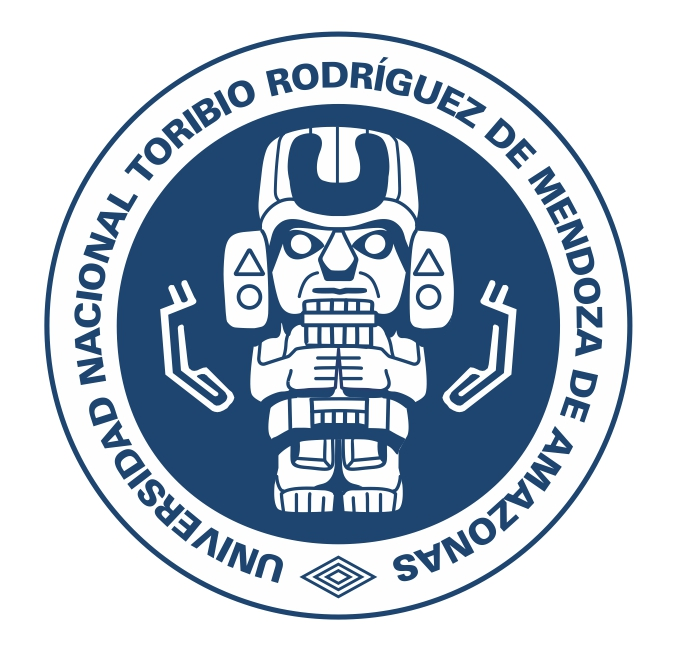 UNIVERSIDAD NACIONAL TORIBIO RODRÍGUEZ DE MENDOZA DE AMAZONAS